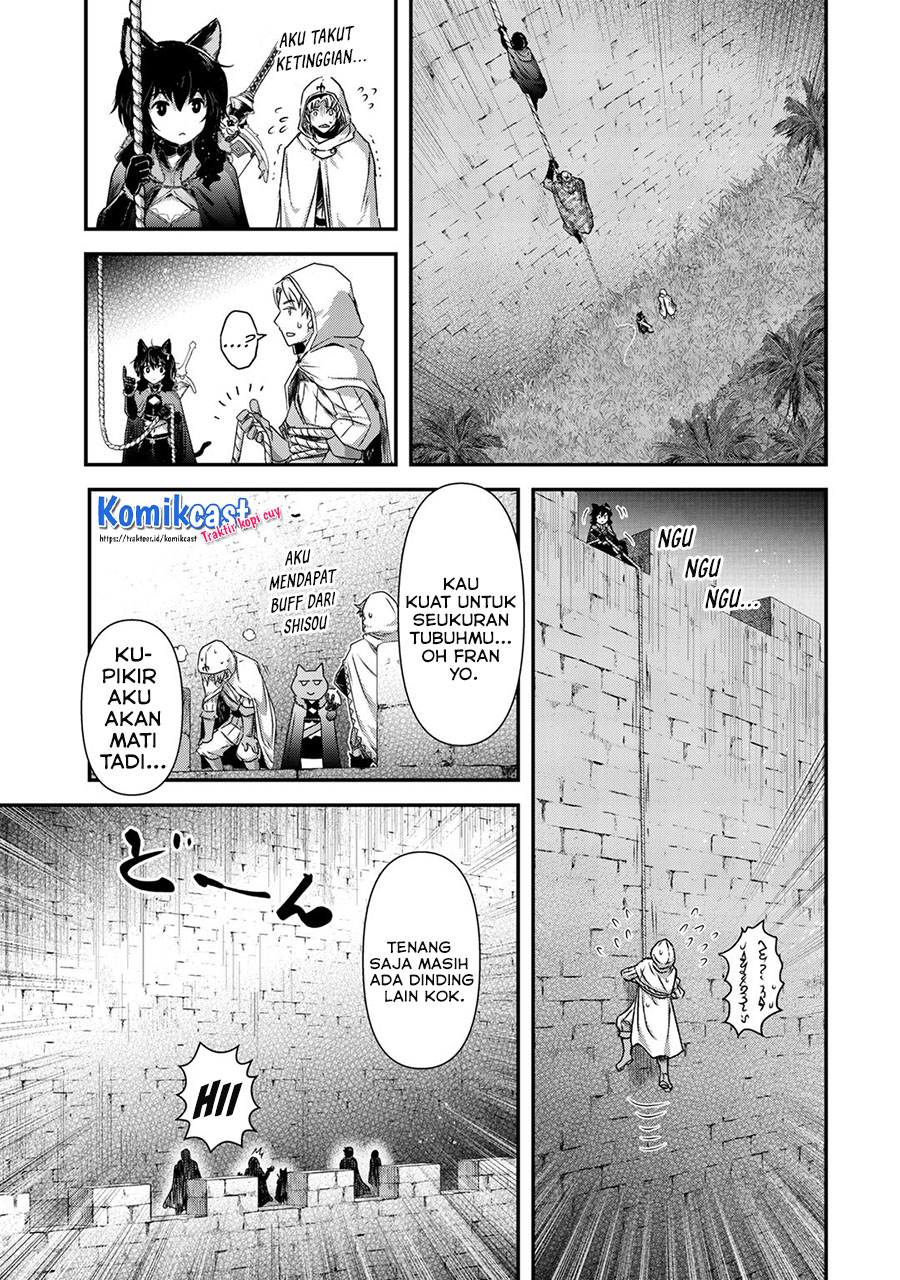 AKU TAKUT
KETINGGIAN...
...?
NGU
NGU
NGU...
KAU
KUAT UNTUK
SEUKURAN
TUBUHMU...
OH FRAN
YO.
AKU
MENDAPAT
BUFF DARI
SHISOU
KU-
PIKIR
AKU
AKAN
MATI
TADI...
Komikcast
Traktir kopi cuy
https://trakteer.id/komikcast
TENANG
SAJA MASIH
ADA DINDING
LAIN KOK.
どーん
HII